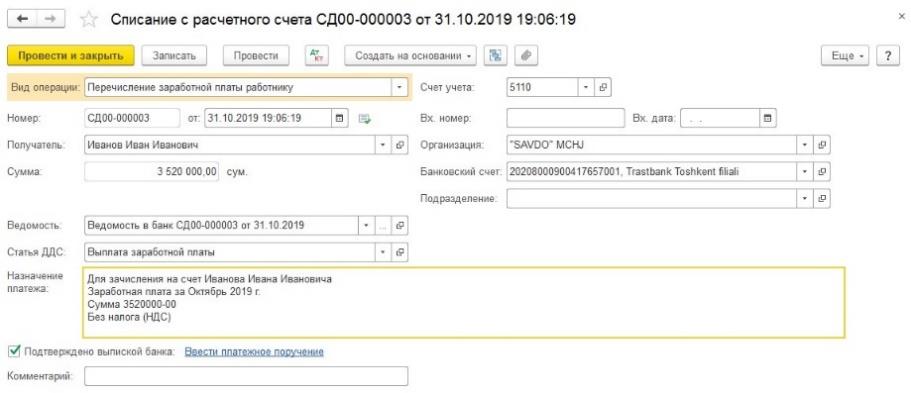 Списание с расчетного счета СД00-000003 от 31.10.2019 19:06:19
Провести и закрыть Записать Провести Дт Кт Создать на основании Еще ?
Вид операции: Перечисление заработной платы работнику Счет учета: 5110
Номер: СД00-000003 от: 31.10.2019 19:06:19 Вх. номер: Вх. дата: . .
Получатель: Иванов Иван Иванович Организация: "SAVDO" MCHJ
Сумма: 3 520 000,00 сум. Банковский счет: 20208000900417657001, Trastbank Toshkent filiali
Подразделение:
Ведомость: Ведомость в банк СД00-000003 от 31.10.2019 ...
Статья ДДС: Выплата заработной платы
Назначение
платежа:
Для зачисления на счет Иванова Ивана Ивановича
Заработная плата за Октябрь 2019 г.
Сумма 3520000-00
Без налога (НДС)
Подтверждено выпиской банка: Ввести платежное поручение
Комментарий: